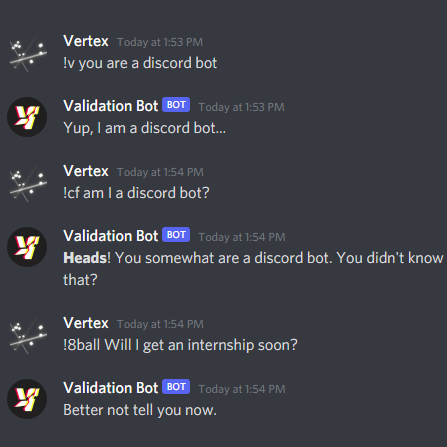 Vertex Today at 1:53 PM
!v you are a discord bot
Validation Bot BOT Today at 1:53 PM
Yup, I am a discord bot...
Vertex Today at 1:54 PM
!cf am I a discord bot?
Validation Bot BOT Today at 1:54 PM
Heads! You somewhat are a discord bot. You didn't know
that?
Vertex Today at 1:54 PM
!8ball Will I get an internship soon?
Validation Bot BOT Today at 1:54 PM
Better not tell you now.